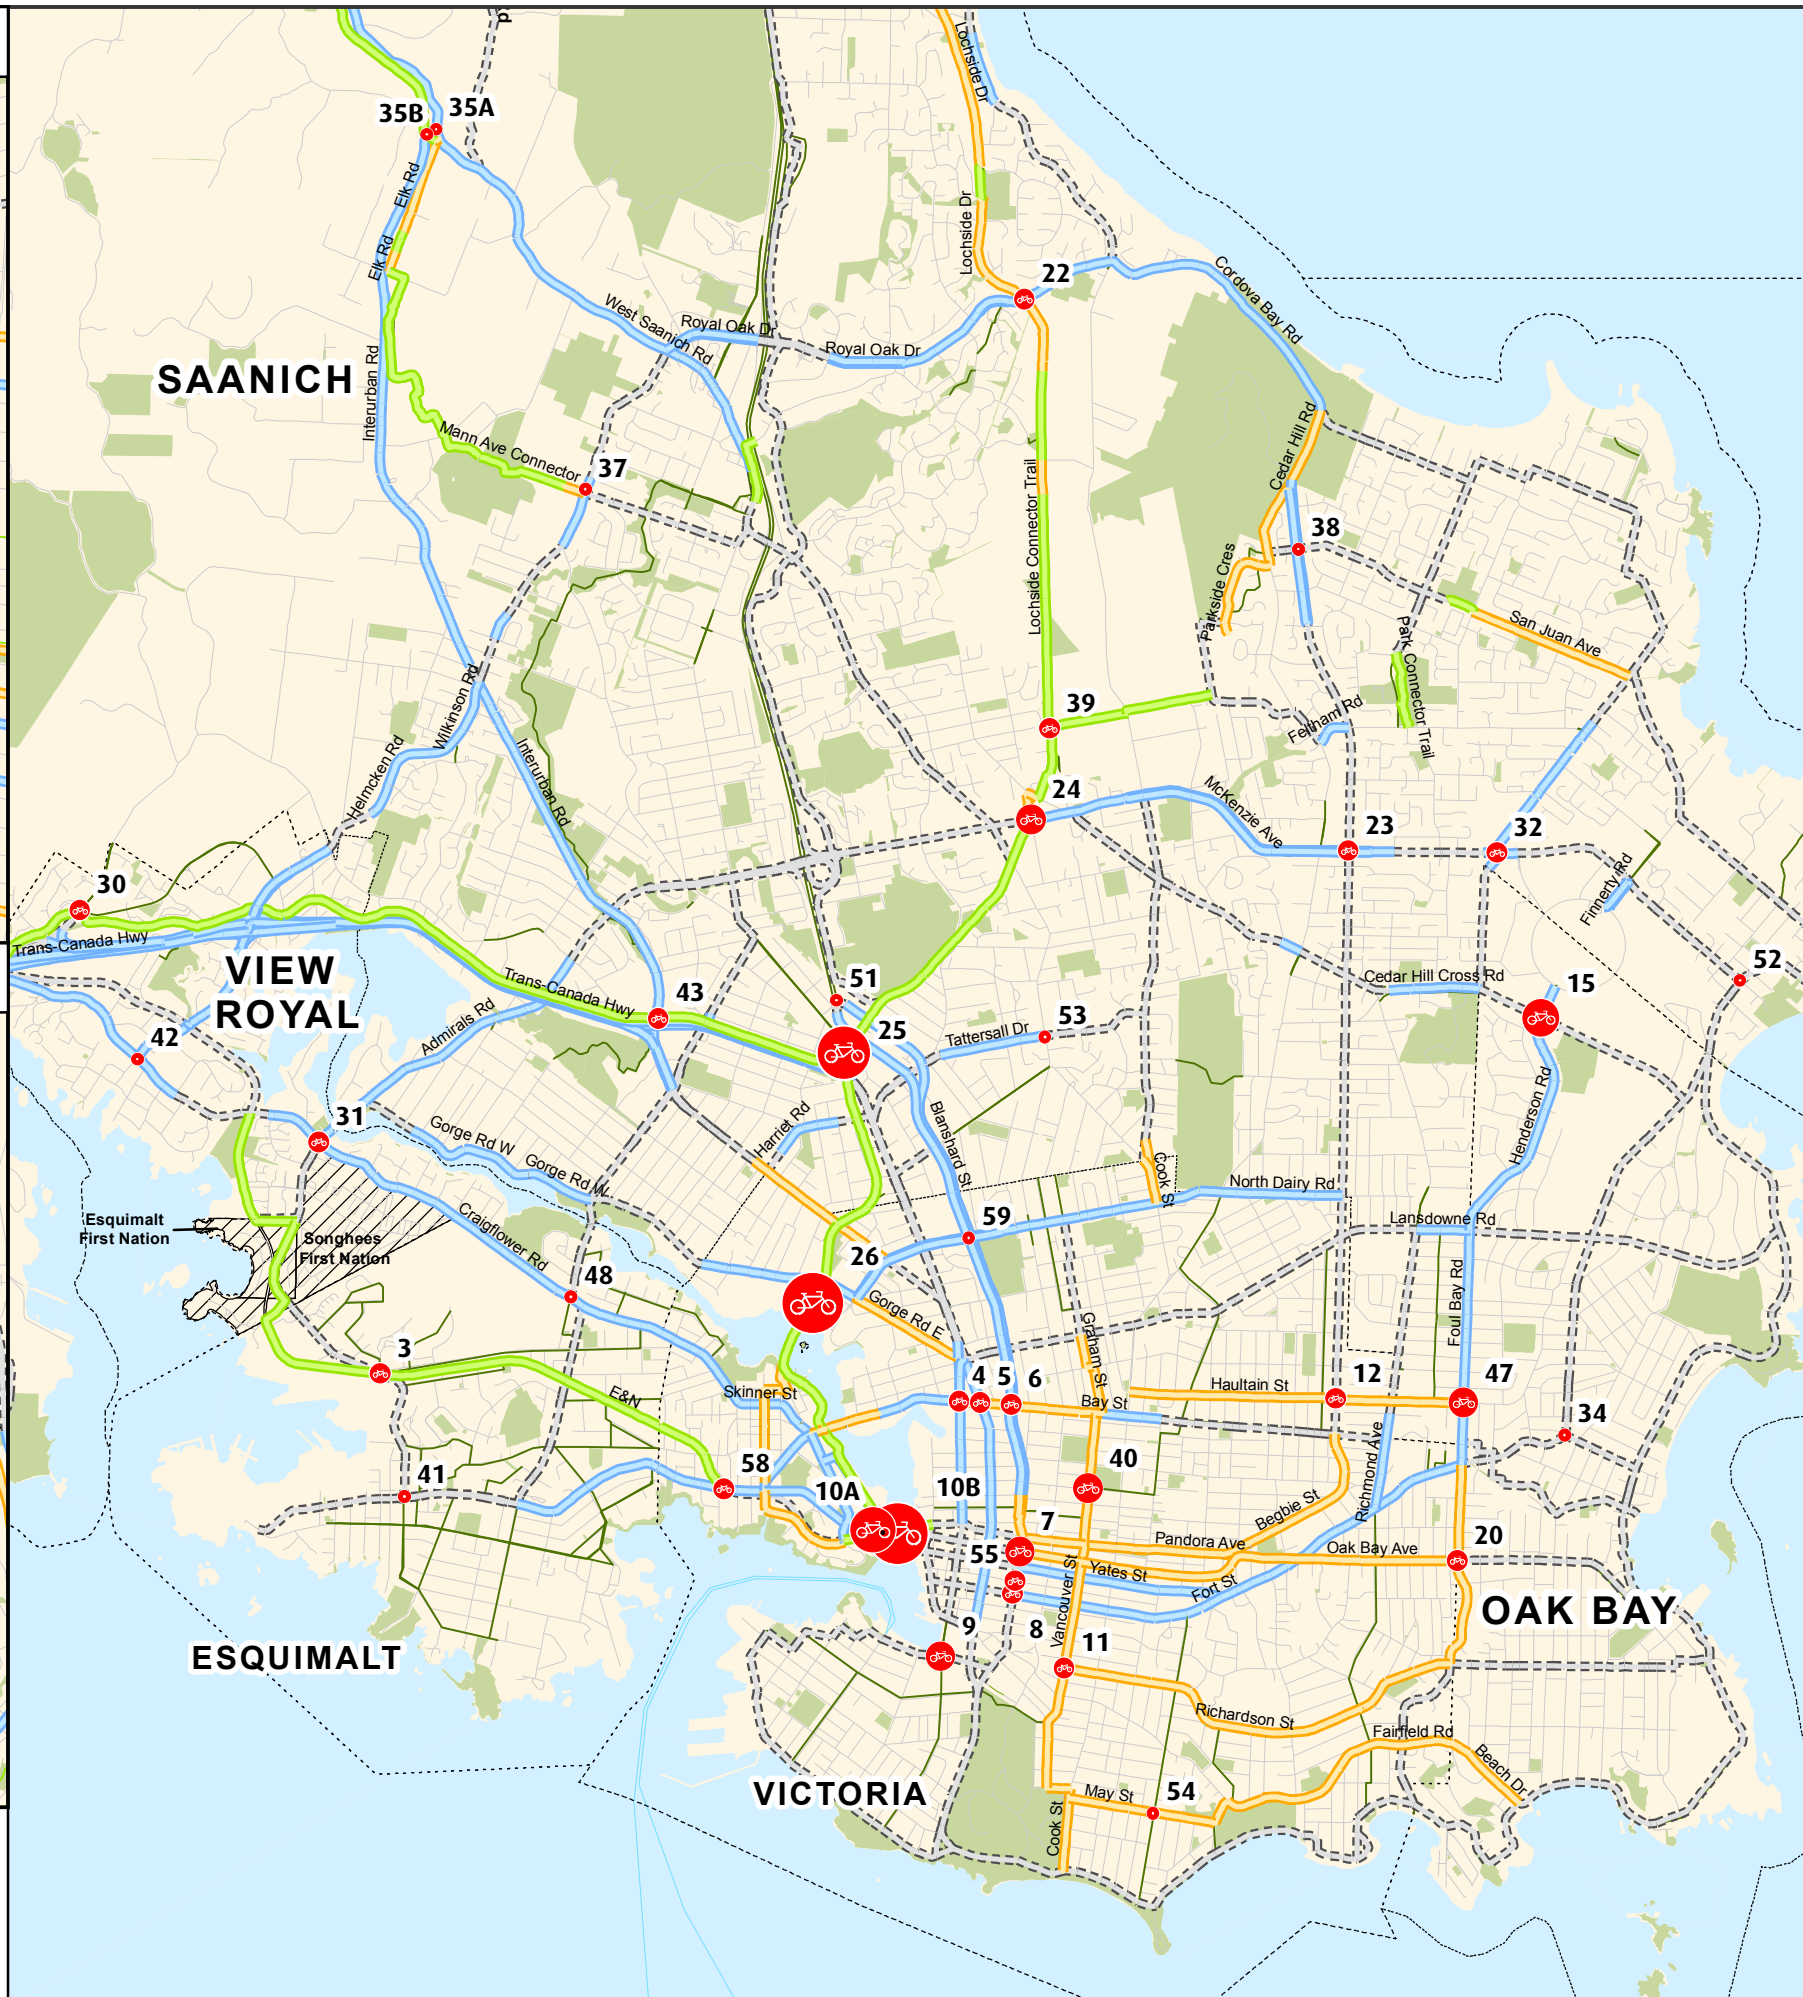 Lochside Dr
35B
35A
Elk Rd
Lochside Dr
Elk Rd
22
Cordova Bay Rd
West Saanich Rd
Royal Oak Dr
Royal Oak Dr
SAANICH
Interurban Rd
Cedar Hill Rd
Mann Ave Connector
37
Lochside Connector Trail
38
Parkside Cres
San Juan Ave
Park Connector Trail
Wilkinson Rd
39
Feltham Rd
Helmcken Rd
Interurban Rd
24
McKenzie Ave
23
32
30
Finnerty Rd
Trans-Canada Hwy
VIEW
ROYAL
Trans-Canada Hwy
51
43
Cedar Hill Cross Rd
15
52
42
Admirals Rd
25
Tattersall Dr
53
31
Gorge Rd W
Gorge Rd W
Harriet Rd
Blanshard St
Henderson Rd
Cook St
North Dairy Rd
Esquimalt
First Nation
Songhees
First Nation
Craigflower Rd
59
Lansdowne Rd
26
48
Gorge Rd E
Graham St
Foul Bay Rd
3
E&N
Skinner St
4
5
6
Bay St
Haultain St
12
47
34
Richmond Ave
41
58
10A
10B
40
Begbie St
7
55
Pandora Ave
Oak Bay Ave
20
Yates St
Fort St
Vancouver St
OAK BAY
9
8
11
ESQUIMALT
Richardson St
Fairfield Rd
Beach Dr
VICTORIA
May St
54
Cook St